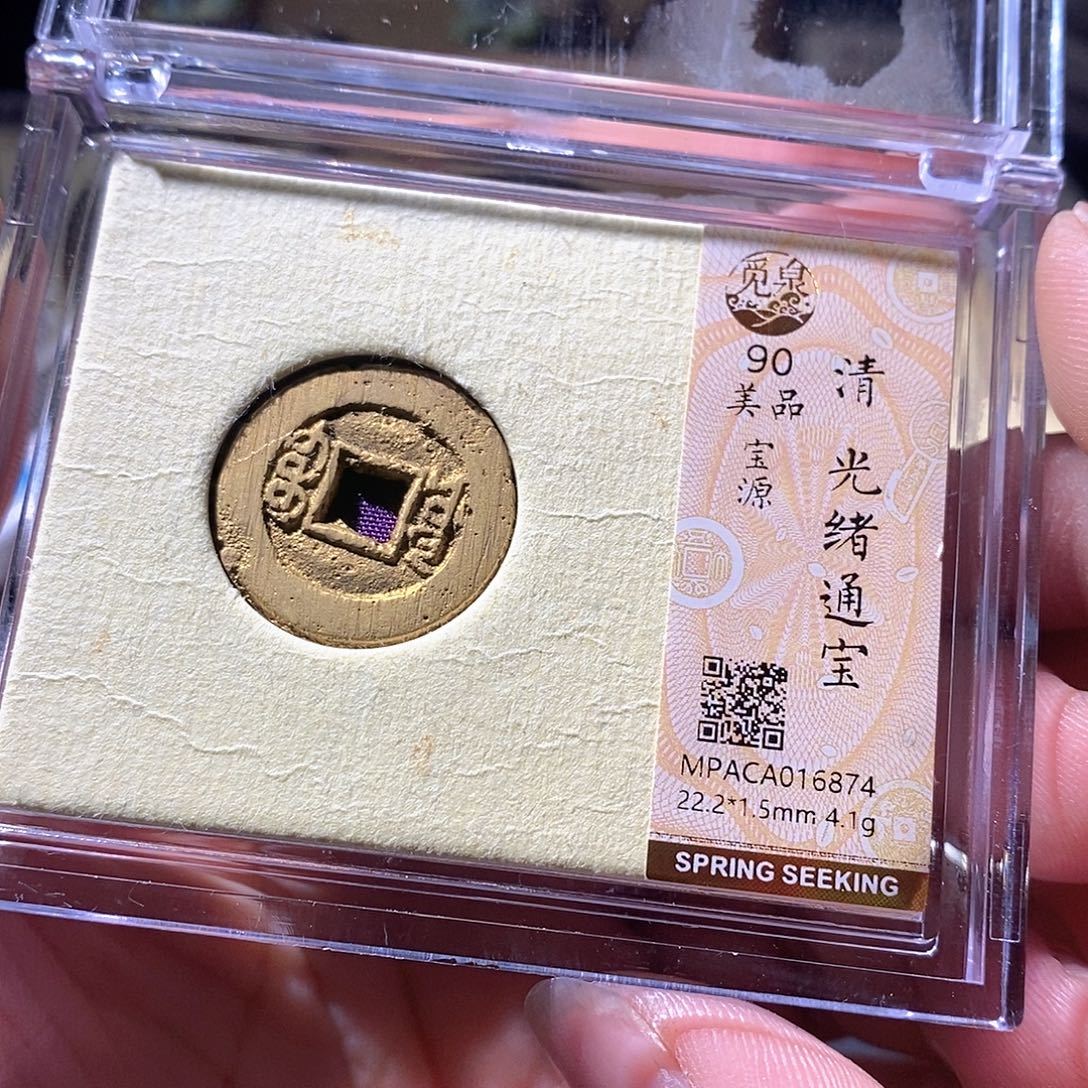 觅泉
90
美品
宝源
清 光绪通宝
MPACA016874
22.2*1.5mm 4.1g
SPRING SEEKING